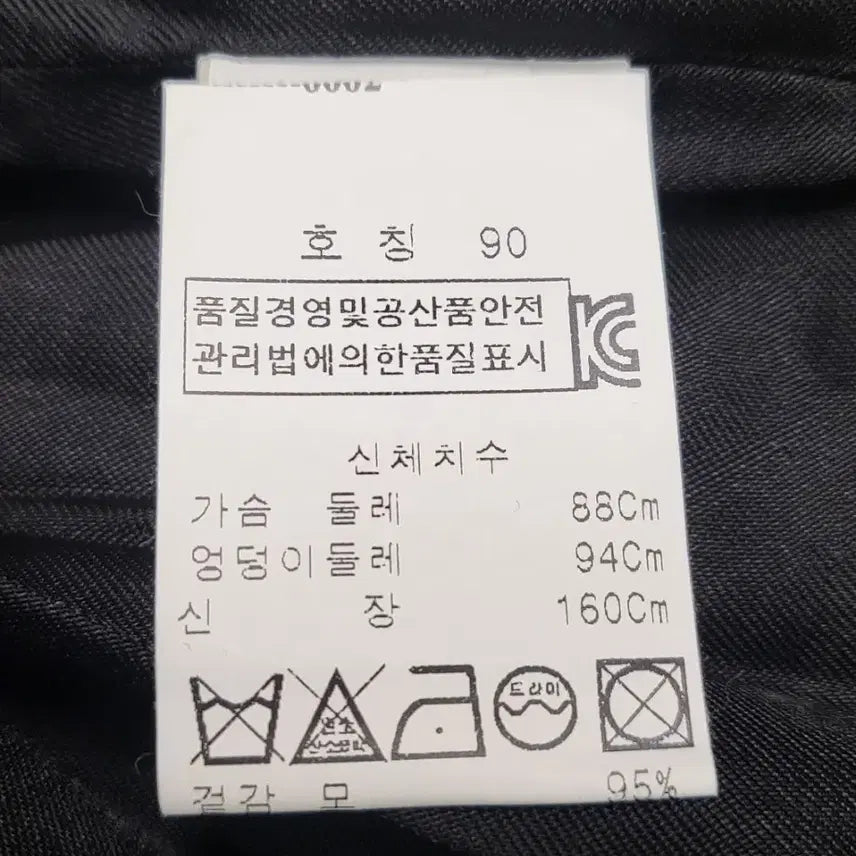 호 칭 90
품질경영및공산품안전
관리법에의한품질표시
신체치수
가슴 둘레 88Cm
엉덩이둘레 94Cm
신 장 160Cm
드라이
겉감 모 95%